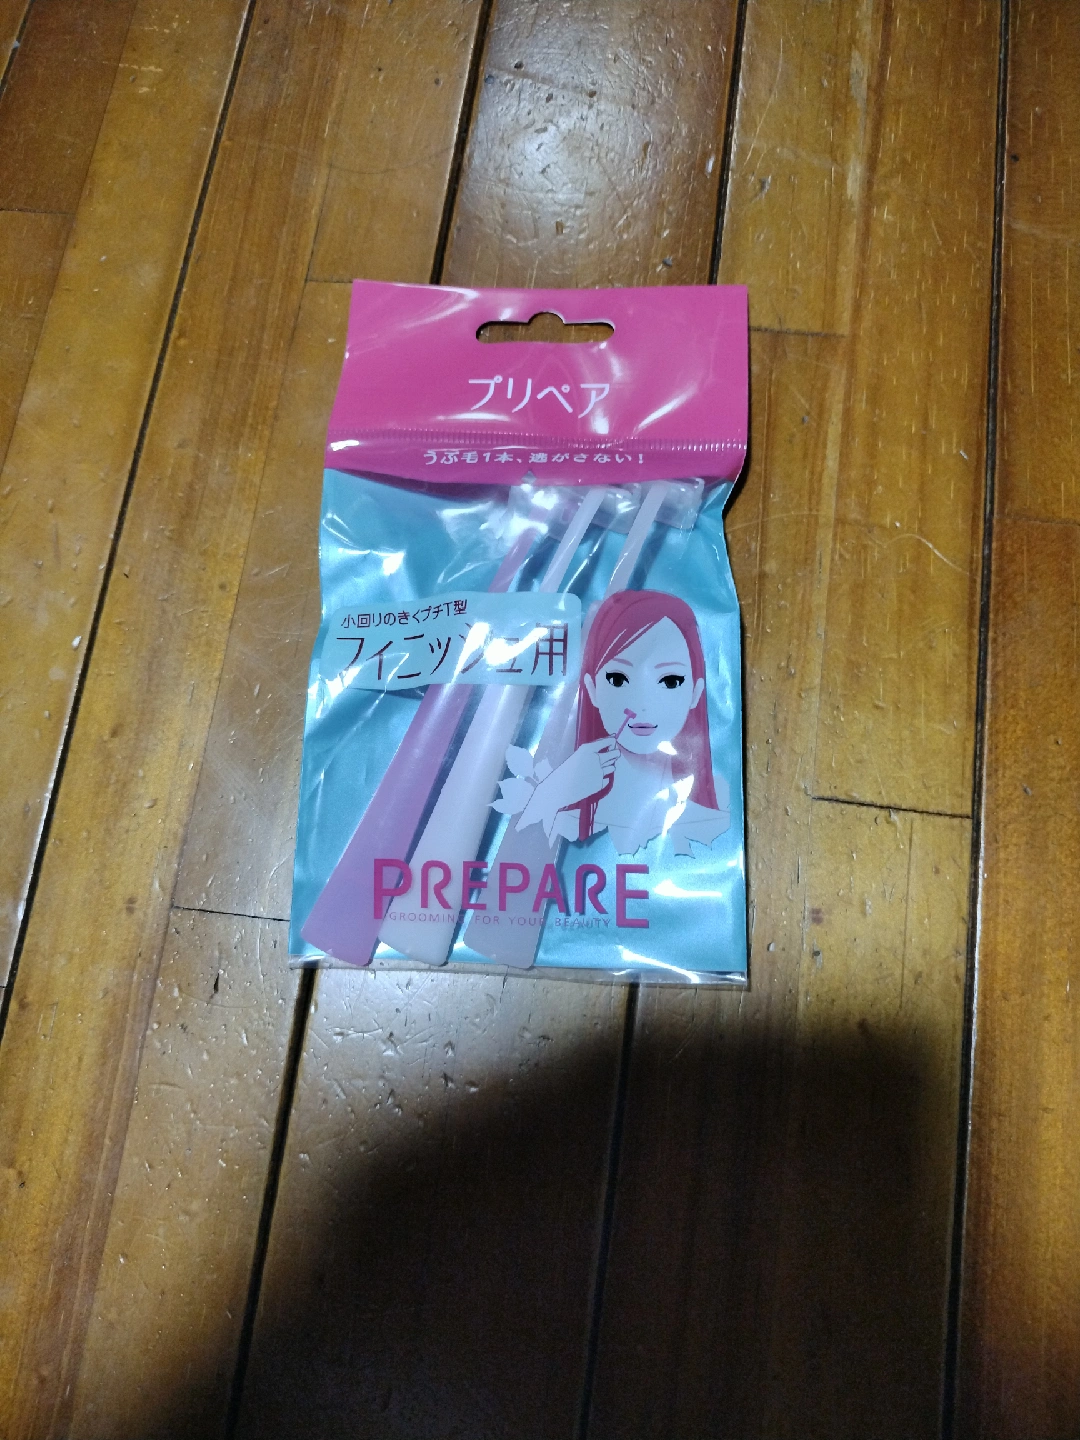 プリペア
うぶ毛1本、逃がさない!
小回りのきくプチT型
フィニッシュ用
PREPARE
GROOMING FOR YOUR BEAUTY